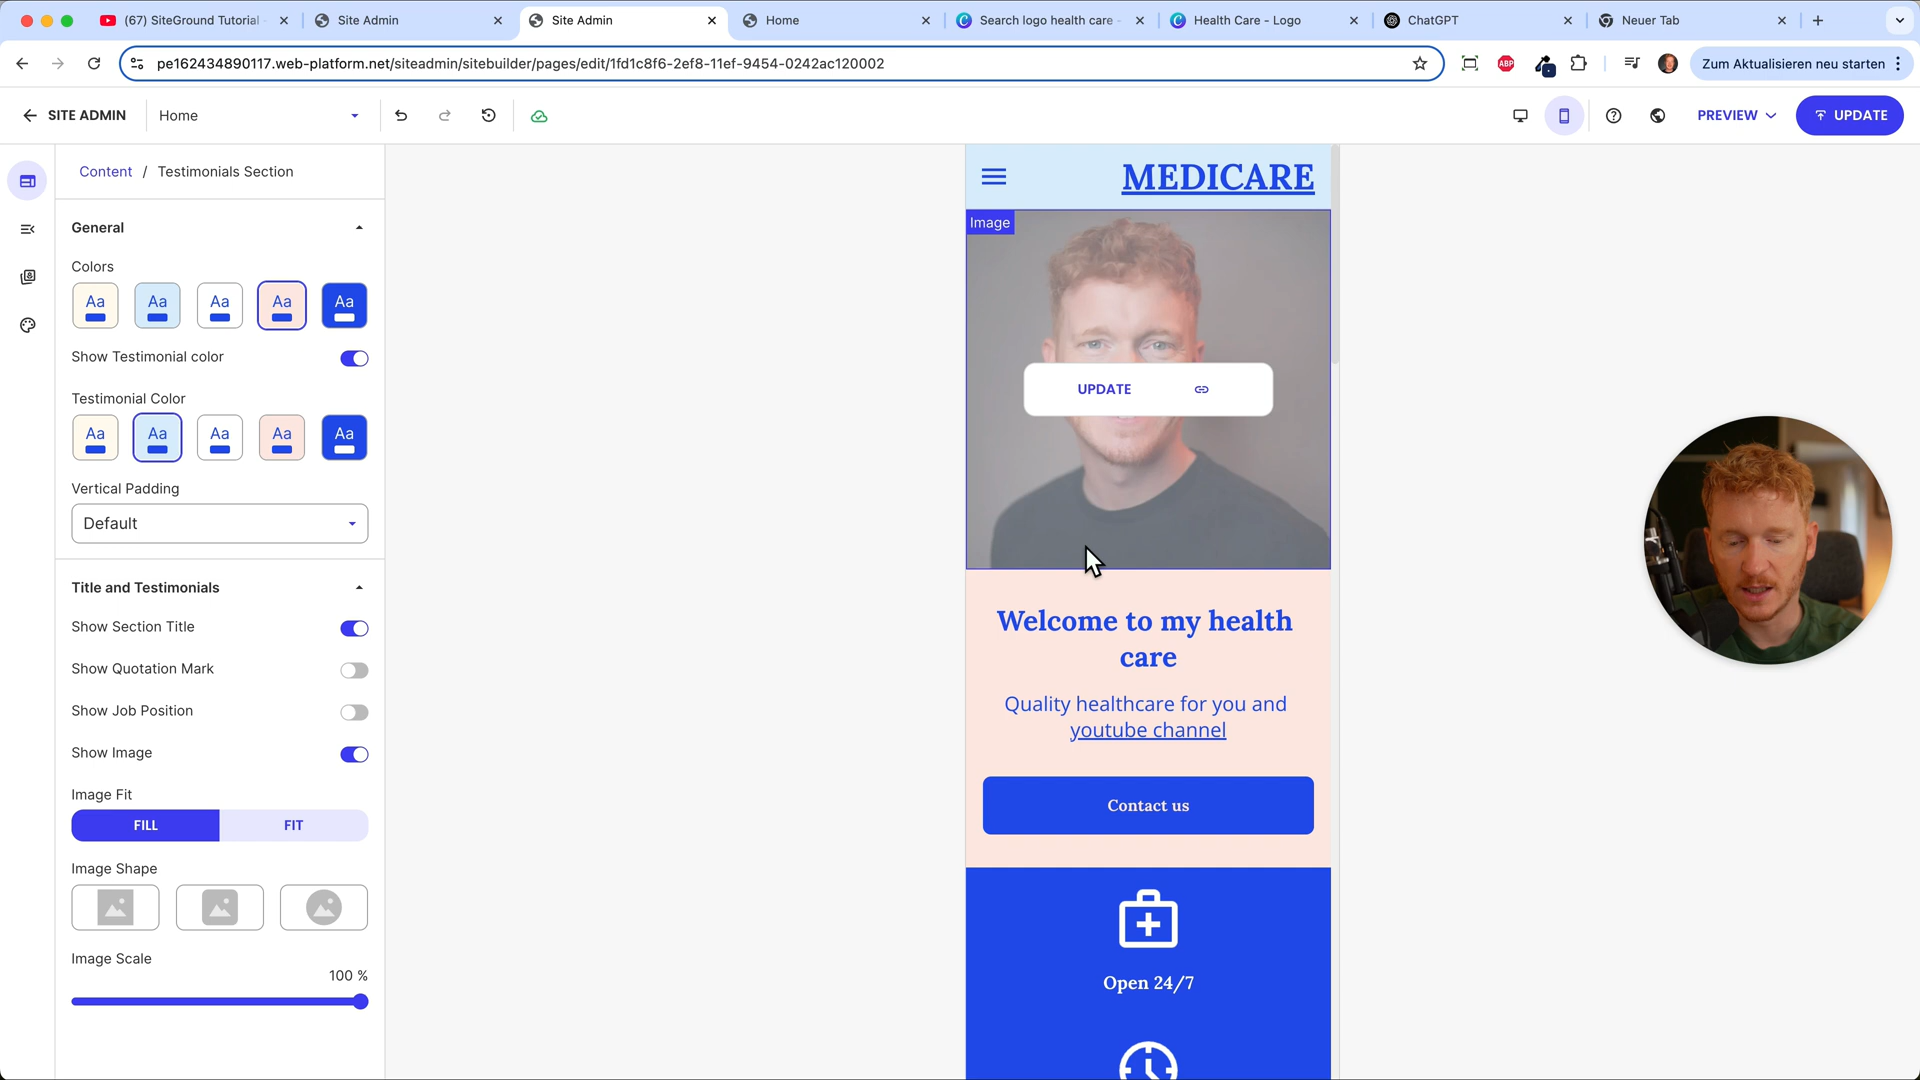 (67) SiteGround Tutorial
Site Admin
Site Admin
Home
Search logo health care -
Health Care - Logo
ChatGPT
Neuer Tab
pe162434890117.web-platform.net/siteadmin/sitebuilder/pages/edit/1fd1c8f6-2ef8-11ef-9454-0242ac120002
ABP
Zum Aktualisieren neu starten
SITE ADMIN
Home
PREVIEW
UPDATE
Content / Testimonials Section
General
Colors
Aa Aa Aa Aa Aa
Show Testimonial color
Testimonial Color
Aa Aa Aa Aa Aa
Vertical Padding
Default
Title and Testimonials
Show Section Title
Show Quotation Mark
Show Job Position
Show Image
Image Fit
FILL FIT
Image Shape
Image Scale
100 %
MEDICARE
Image
UPDATE
Welcome to my health
care
Quality healthcare for you and
youtube channel
Contact us
Open 24/7